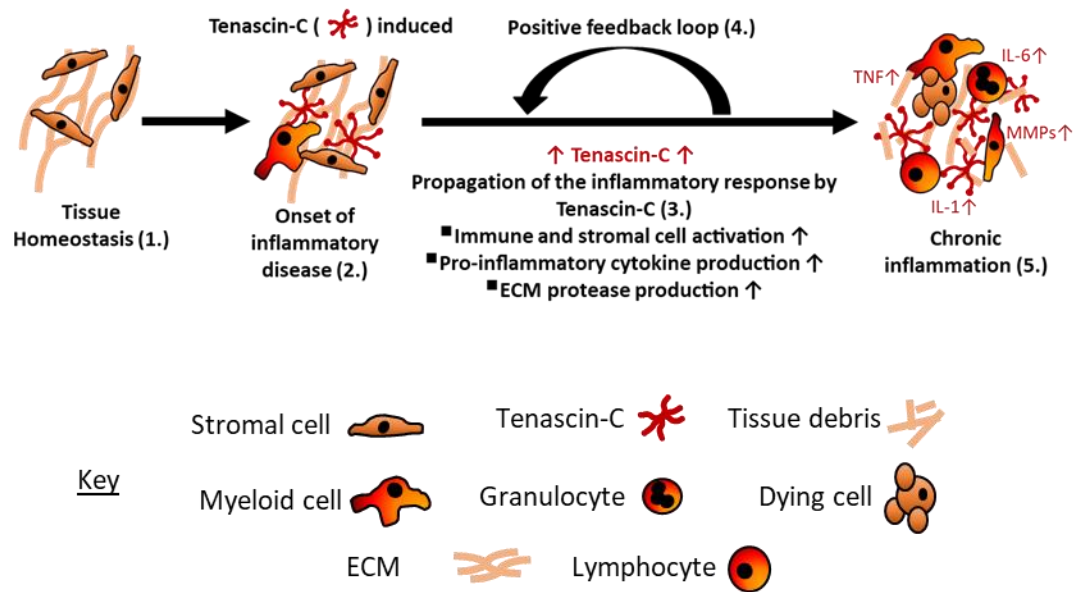 Tenascin-C ( ) induced
Positive feedback loop (4.)
TNF↑
IL-6↑
MMPs↑
IL-1↑
↑ Tenascin-C ↑
Propagation of the inflammatory response by
Tenascin-C (3.)
■Immune and stromal cell activation ↑
■Pro-inflammatory cytokine production ↑
■ECM protease production ↑
Tissue
Homeostasis (1.)
Onset of
inflammatory
disease (2.)
Chronic
inflammation (5.)
Key
Stromal cell
Tenascin-C
Tissue debris
Myeloid cell
Granulocyte
Dying cell
ECM
Lymphocyte